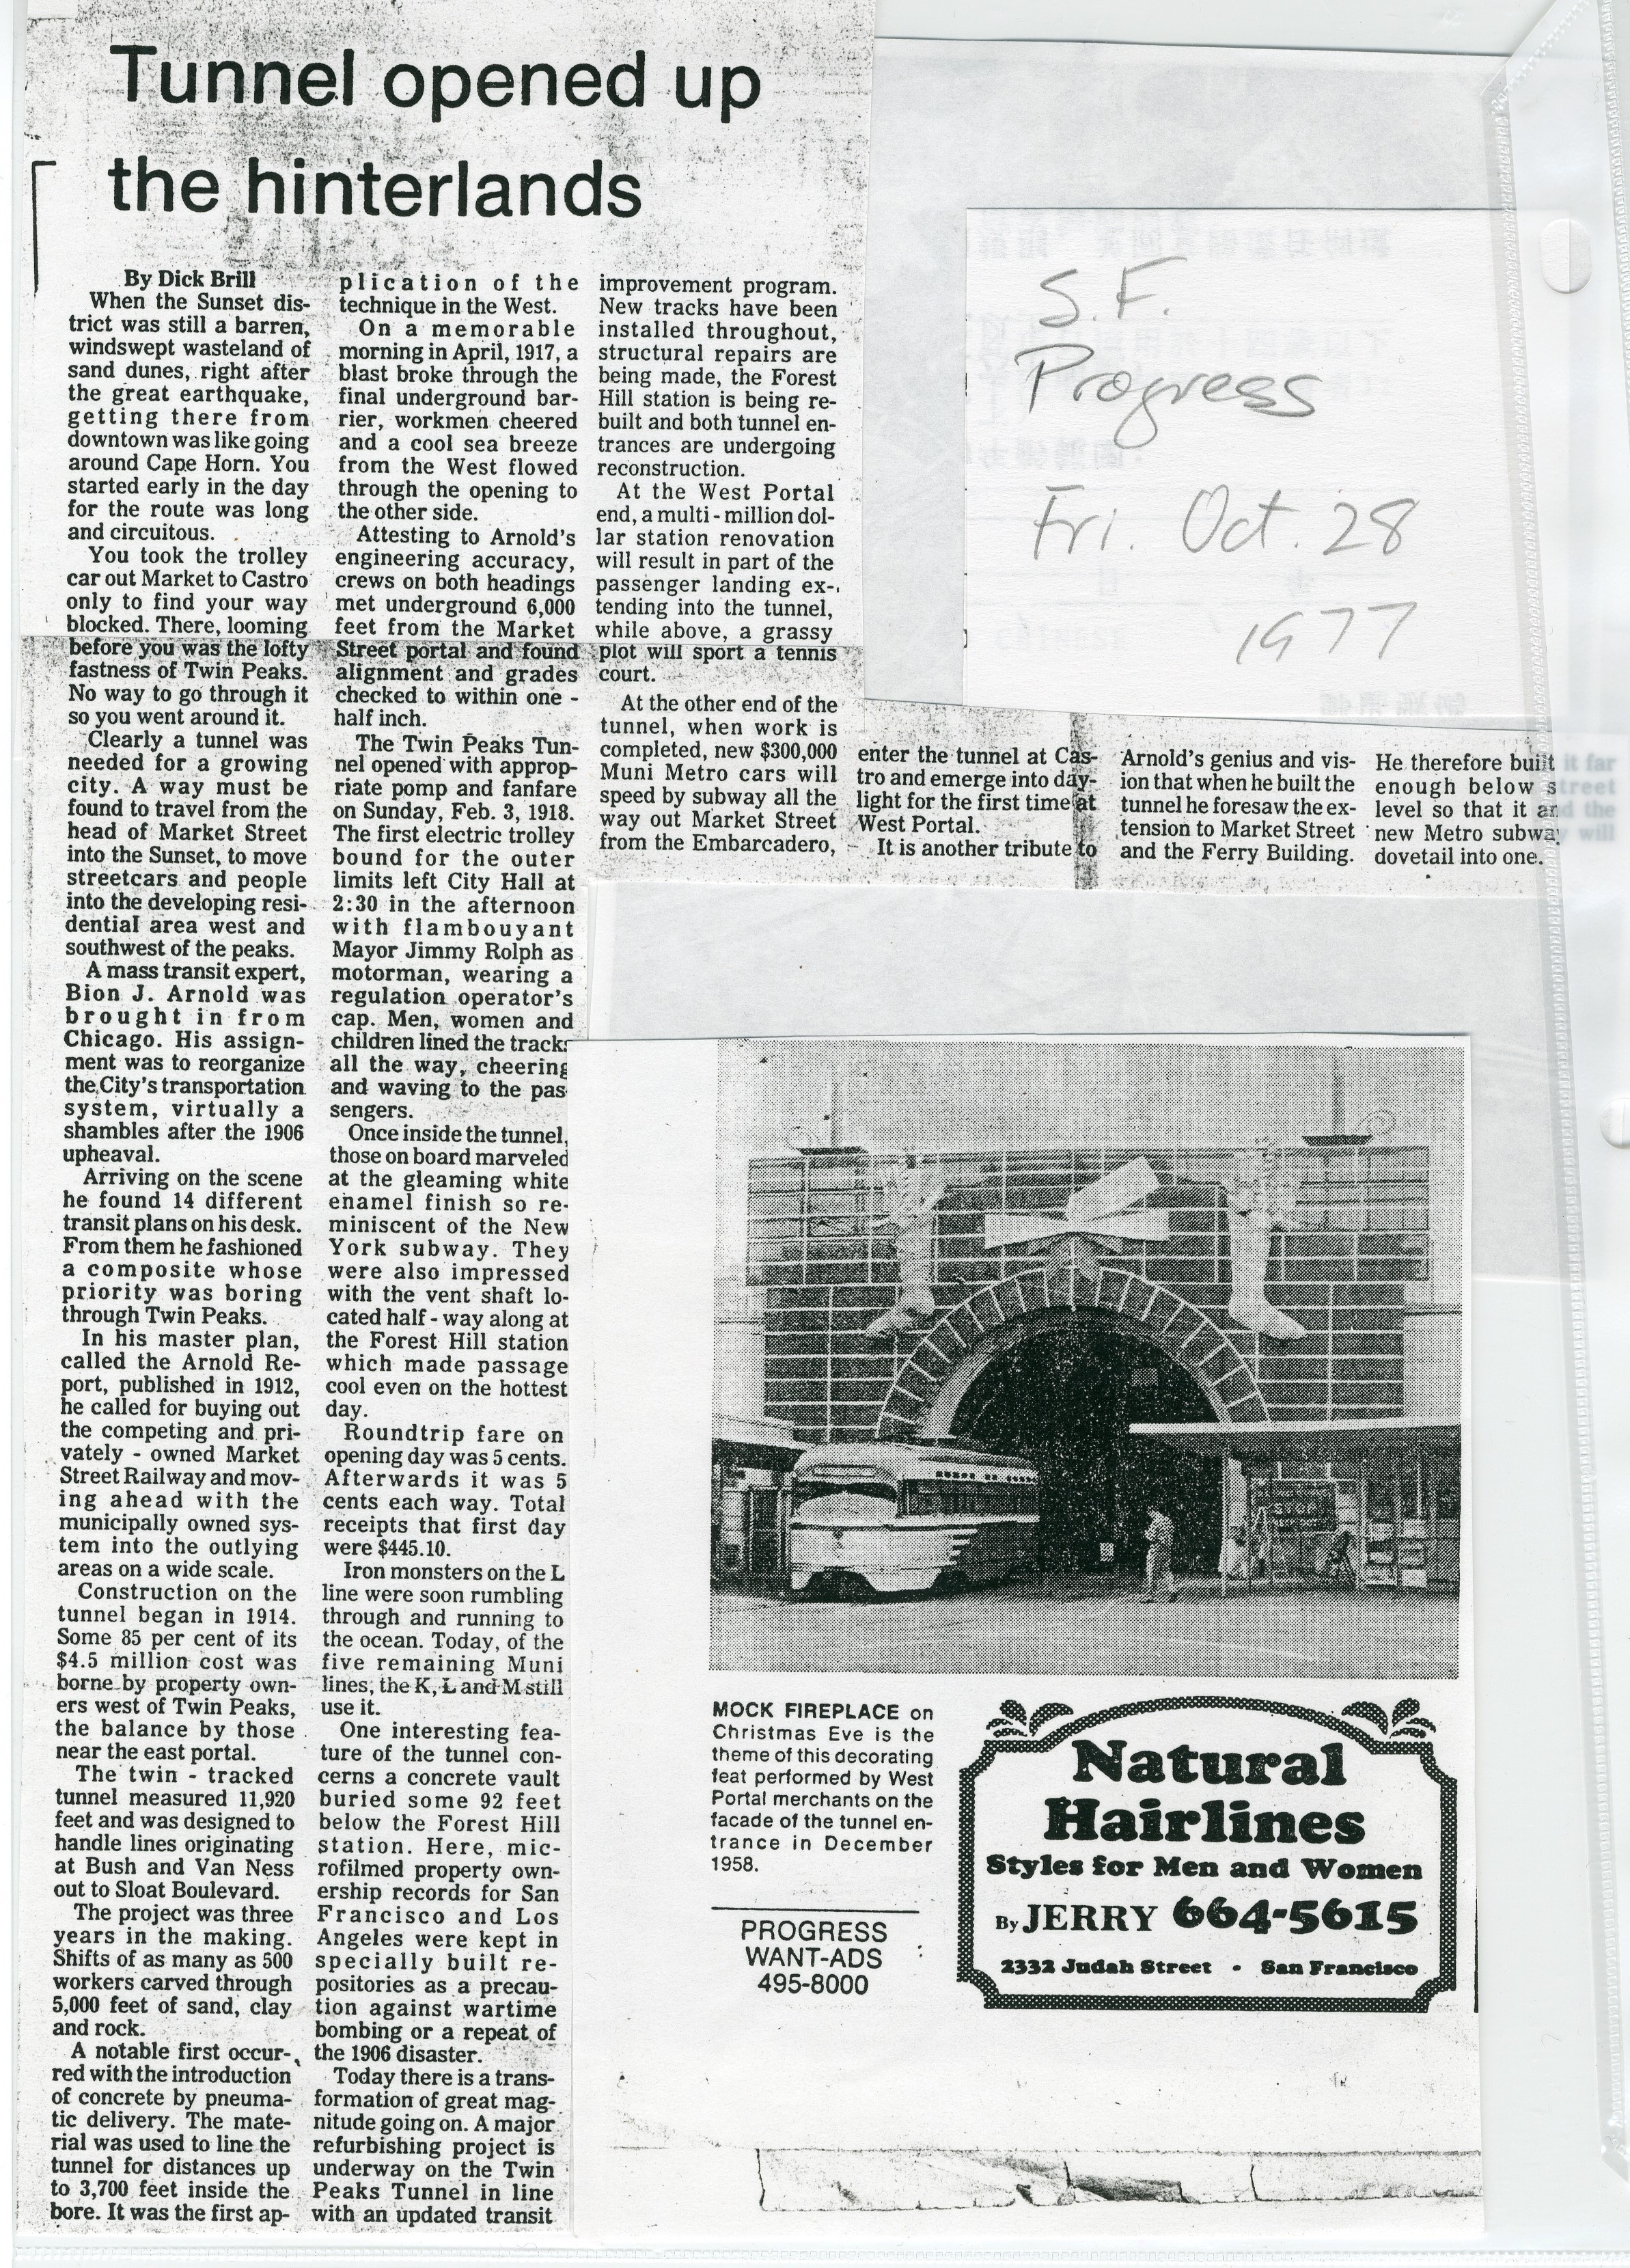 Tunnel opened up
the hinterlands
By Dick Brill
When the Sunset dis-
trict was still a barren,
windswept wasteland of
sand dunes, right after
the great earthquake,
getting there from
downtown was like going
around Cape Horn. You
started early in the day
for the route was long
and circuitous.
You took the trolley
car out Market to Castro
only to find your way
blocked. There, looming
before you was the lofty
fastness of Twin Peaks.
No way to go through it
so you went around it.
Clearly a tunnel was
needed for a growing
city. A way must be
found to travel from the
head of Market Street
into the Sunset, to move
streetcars and people
into the developing resi-
dential area west and
southwest of the peaks.
A mass transit expert,
Bion J. Arnold was
brought in from
Chicago. His assign-
ment was to reorganize
the City's transportation
system, virtually a
shambles after the 1906
upheaval.
Arriving on the scene
he found 14 different
transit plans on his desk.
From them he fashioned
a composite whose
priority was boring
through Twin Peaks.
In his master plan,
called the Arnold Re-
port, published in 1912,
he called for buying out
the competing and pri-
vately - owned Market
Street Railway and mov-
ing ahead with the
municipally owned sys-
tem into the outlying
areas on a wide scale.
Construction on the
tunnel began in 1914.
Some 85 per cent of its
$4.5 million cost was
borne by property own-
ers west of Twin Peaks,
the balance by those
near the east portal.
The twin - tracked
tunnel measured 11,920
feet and was designed to
handle lines originating
at Bush and Van Ness
out to Sloat Boulevard.
The project was three
years in the making.
Shifts of as many as 500
workers carved through
5,000 feet of sand, clay
and rock.
A notable first occur-
red with the introduction
of concrete by pneuma-
tic delivery. The mate-
rial was used to line the
tunnel for distances up
to 3,700 feet inside the
bore. It was the first ap-
plication of the
technique in the West.
On a memorable
morning in April, 1917, a
blast broke through the
final underground bar-
rier, workmen cheered
and a cool sea breeze
from the West flowed
through the opening to
the other side.
Attesting to Arnold's
engineering accuracy,
crews on both headings
met underground 6,000
feet from the Market
Street portal and found
alignment and grades
checked to within one -
half inch.
The Twin Peaks Tun-
nel opened with approp-
riate pomp and fanfare
on Sunday, Feb. 3, 1918.
The first electric trolley
bound for the outer
limits left City Hall at
2:30 in the afternoon
with flambouyant
Mayor Jimmy Rolph as
motorman, wearing a
regulation operator's
cap. Men, women and
children lined the tracks
all the way, cheering
and waving to the pas-
sengers.
Once inside the tunnel,
those on board marveled
at the gleaming white
enamel finish so re-
miniscent of the New
York subway. They
were also impressed
with the vent shaft lo-
cated half - way along at
the Forest Hill station
which made passage
cool even on the hottest
day.
Roundtrip fare on
opening day was 5 cents.
Afterwards it was 5
cents each way. Total
receipts that first day
were $445.10.
Iron monsters on the L
line were soon rumbling
through and running to
the ocean. Today, of the
five remaining Muni
lines, the K, L and M still
use it.
One interesting fea-
ture of the tunnel con-
cerns a concrete vault
buried some 92 feet
below the Forest Hill
station. Here, mic-
rofilmed property own-
ership records for San
Francisco and Los
Angeles were kept in
specially built re-
positories as a precau-
tion against wartime
bombing or a repeat of
the 1906 disaster.
Today there is a trans-
formation of great mag-
nitude going on. A major
refurbishing project is
underway on the Twin
Peaks Tunnel in line
with an updated transit
improvement program.
New tracks have been
installed throughout,
structural repairs are
being made, the Forest
Hill station is being re-
built and both tunnel en-
trances are undergoing
reconstruction.
At the West Portal
end, a multi - million dol-
lar station renovation
will result in part of the
passenger landing ex-
tending into the tunnel,
while above, a grassy
plot will sport a tennis
court.
At the other end of the
tunnel, when work is
completed, new $300,000
Muni Metro cars will
speed by subway all the
way out Market Street
from the Embarcadero,
enter the tunnel at Cas-
tro and emerge into day-
light for the first time at
West Portal.
It is another tribute to
Arnold's genius and vis-
ion that when he built the
tunnel he foresaw the ex-
tension to Market Street
and the Ferry Building.
He therefore built it far
enough below street
level so that it and the
new Metro subway will
dovetail into one.
S.F.
Progress
Fri. Oct. 28
1977
STOP
MOCK FIREPLACE on
Christmas Eve is the
theme of this decorating
feat performed by West
Portal merchants on the
facade of the tunnel en-
trance in December
1958.
PROGRESS
WANT-ADS
495-8000
Natural
Hairlines
Styles for Men and Women
By JERRY 664-5615
2332 Judah Street - San Francisco